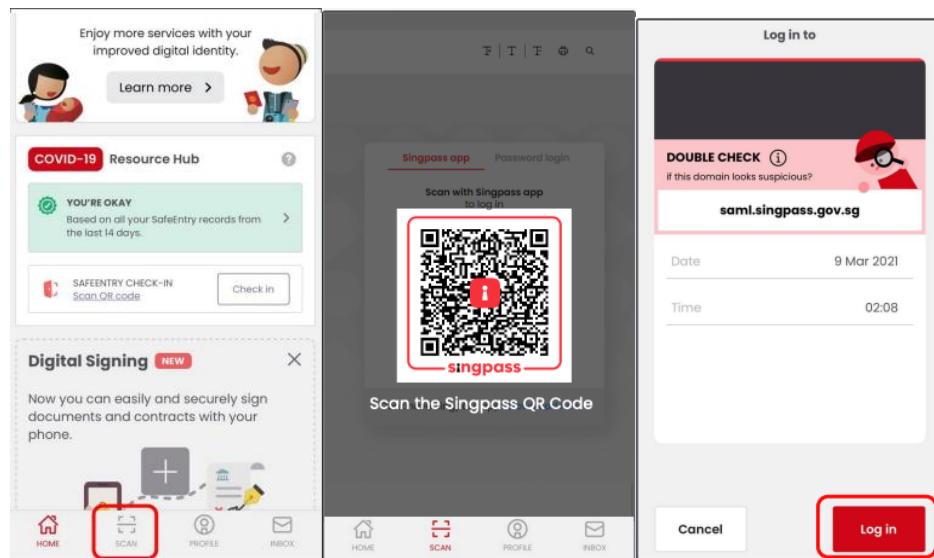 Enjoy more services with your
improved digital identity.
Learn more >
COVID-19 Resource Hub
?
YOU'RE OKAY
Based on all your SafeEntry records from
the last 14 days.
SAFEENTRY CHECK-IN
Scan QR code
Check in
Digital Signing NEW
Now you can easily and securely sign
documents and contracts with your
phone.
HOME SCAN PROFILE INBOX
T | T | T
Singpass app Password login
Scan with Singpass app
to log in
singpass
Scan the Singpass QR Code
HOME SCAN PROFILE INBOX
Log in to
DOUBLE CHECK i
if this domain looks suspicious?
saml.singpass.gov.sg
Date 9 Mar 2021
Time 02:08
Cancel Log in